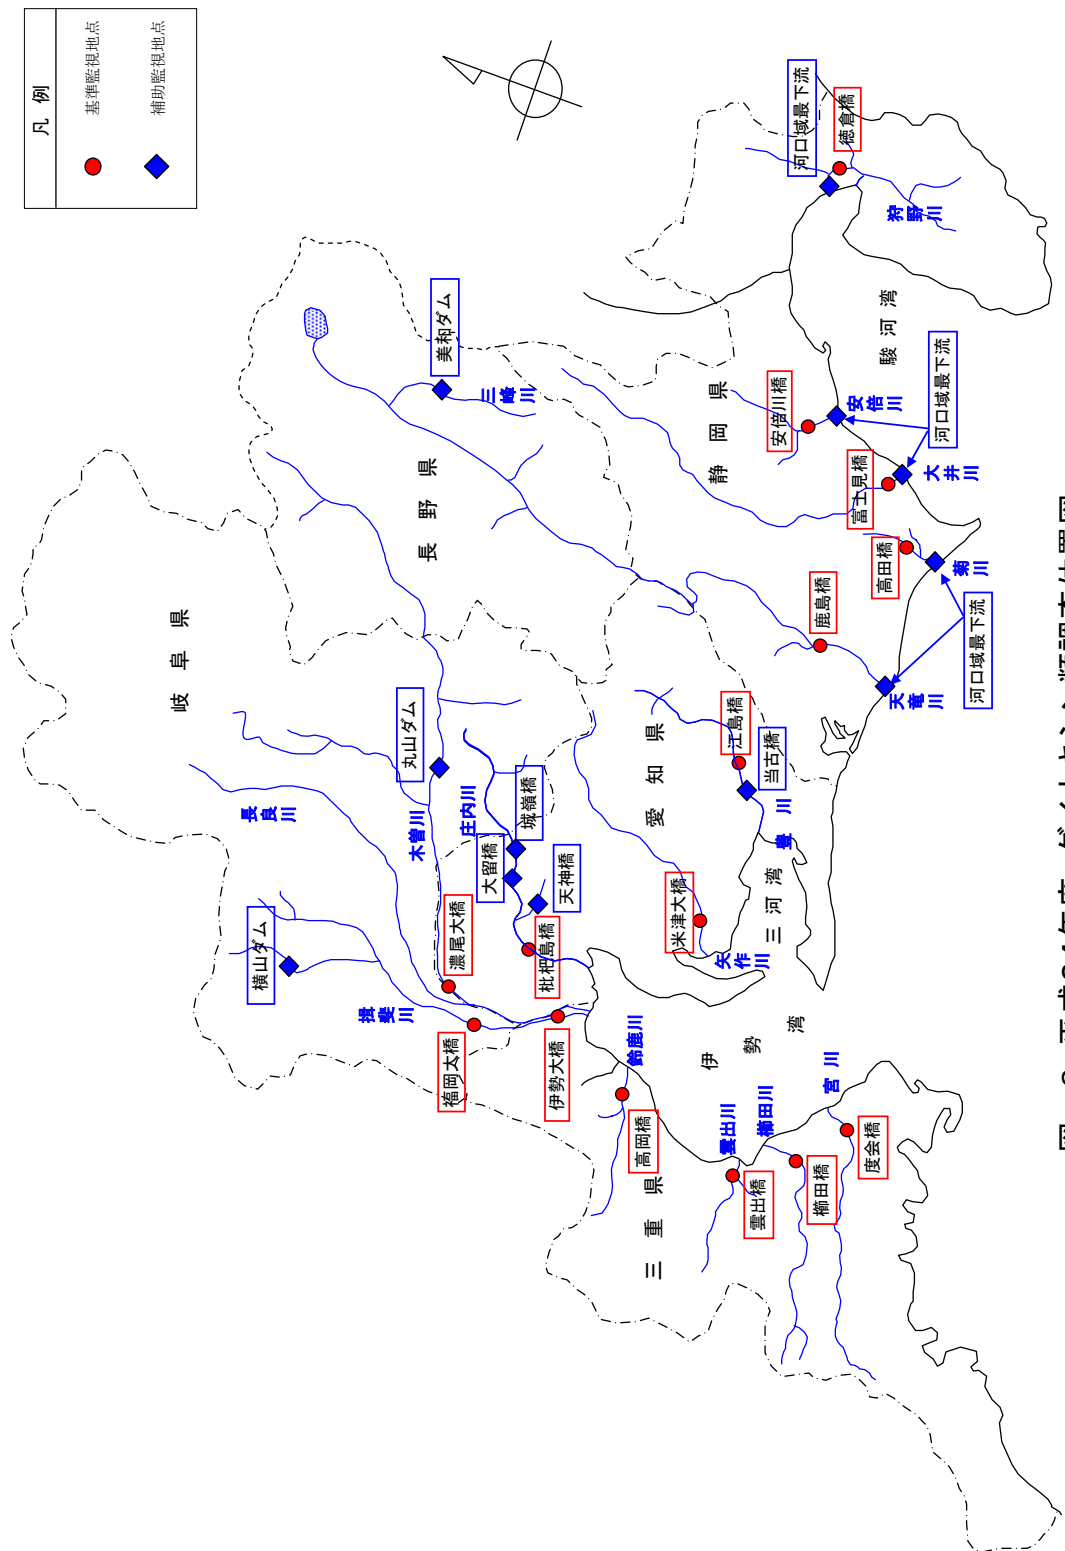 凡 例
基準監視地点
補助監視地点
岐 阜 県
長 野 県
静 岡 県
愛 知 県
三 重 県
駿 河 湾
三 河 湾
伊 勢 湾
河口域最下流
徳倉橋
狩野川
美和ダム
三峰川
安倍川橋
安倍川
河口域最下流
富士見橋
大井川
高田橋
菊川
鹿島橋
河口域最下流
天竜川
江島橋
当古橋
豊 川
米津大橋
矢作川
丸山ダム
木曽川
庄内川
城嶺橋
大留橋
天神橋
枇杷島橋
長良川
濃尾大橋
横山ダム
揖斐川
福岡大橋
伊勢大橋
鈴鹿川
高岡橋
雲出川
雲出橋
櫛田川
櫛田橋
宮 川
度会橋